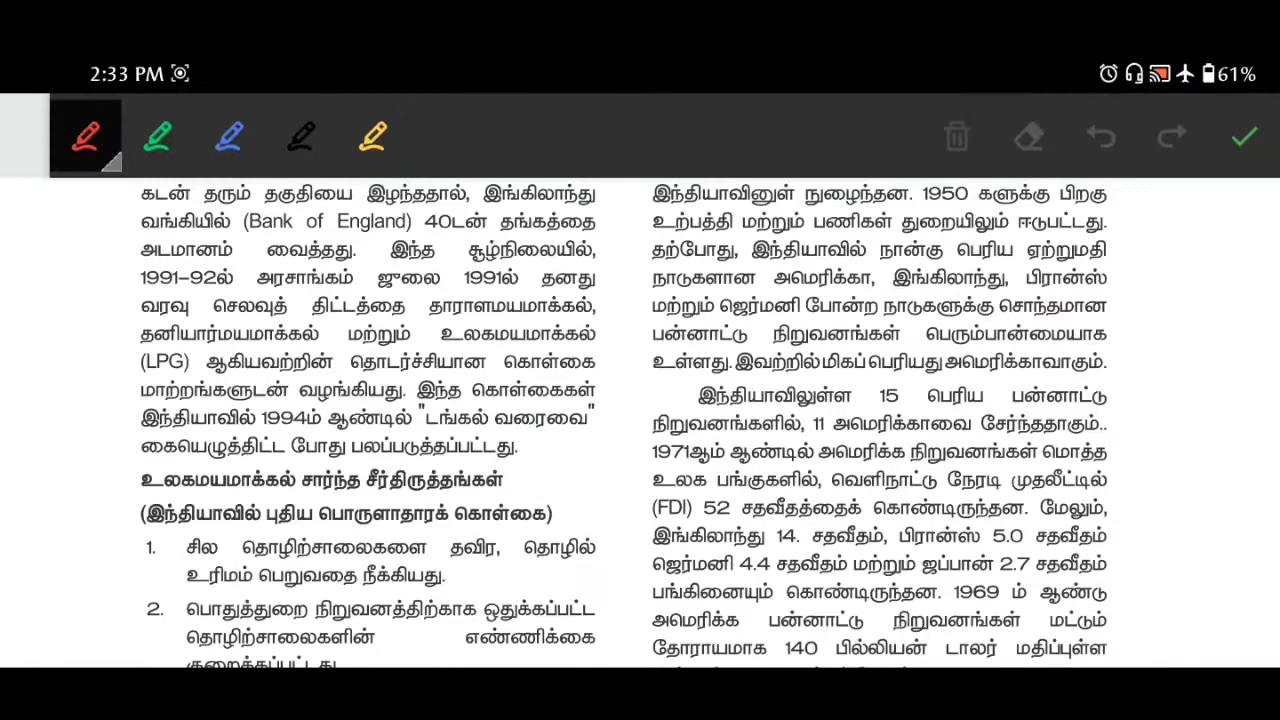 2:33 PM
61%
கடன் தரும் தகுதியை இழந்ததால், இங்கிலாந்து
வங்கியில் (Bank of England) 40டன் தங்கத்தை
அடமானம் வைத்தது. இந்த சூழ்நிலையில்,
1991-92ல் அரசாங்கம் ஜுலை 1991ல் தனது
வரவு செலவுத் திட்டத்தை தாராளமயமாக்கல்,
தனியார்மயமாக்கல் மற்றும் உலகமயமாக்கல்
(LPG) ஆகியவற்றின் தொடர்ச்சியான கொள்கை
மாற்றங்களுடன் வழங்கியது. இந்த கொள்கைகள்
இந்தியாவில் 1994ம் ஆண்டில் "டங்கல் வரைவை"
கையெழுத்திட்ட போது பலப்படுத்தப்பட்டது.
உலகமயமாக்கல் சார்ந்த சீர்திருத்தங்கள்
(இந்தியாவில் புதிய பொருளாதாரக் கொள்கை)
1. சில தொழிற்சாலைகளை தவிர, தொழில்
உரிமம் பெறுவதை நீக்கியது.
2. பொதுத்துறை நிறுவனத்திற்காக ஒதுக்கப்பட்ட
தொழிற்சாலைகளின் எண்ணிக்கை
குறைக்கப்பட்டது
இந்தியாவினுள் நுழைந்தன. 1950 களுக்கு பிறகு
உற்பத்தி மற்றும் பணிகள் துறையிலும் ஈடுபட்டது.
தற்போது, இந்தியாவில் நான்கு பெரிய ஏற்றுமதி
நாடுகளான அமெரிக்கா, இங்கிலாந்து, பிரான்ஸ்
மற்றும் ஜெர்மனி போன்ற நாடுகளுக்கு சொந்தமான
பன்னாட்டு நிறுவனங்கள் பெரும்பான்மையாக
உள்ளது. இவற்றில் மிகப் பெரியது அமெரிக்காவாகும்.
இந்தியாவிலுள்ள 15 பெரிய பன்னாட்டு
நிறுவனங்களில், 11 அமெரிக்காவை சேர்ந்ததாகும்..
1971ஆம் ஆண்டில் அமெரிக்க நிறுவனங்கள் மொத்த
உலக பங்குகளில், வெளிநாட்டு நேரடி முதலீட்டில்
(FDI) 52 சதவீதத்தைக் கொண்டிருந்தன. மேலும்,
இங்கிலாந்து 14. சதவீதம், பிரான்ஸ் 5.0 சதவீதம்
ஜெர்மனி 4.4 சதவீதம் மற்றும் ஜப்பான் 2.7 சதவீதம்
பங்கினையும் கொண்டிருந்தன. 1969 ம் ஆண்டு
அமெரிக்க பன்னாட்டு நிறுவனங்கள் மட்டும்
தோராயமாக 140 பில்லியன் டாலர் மதிப்புள்ள